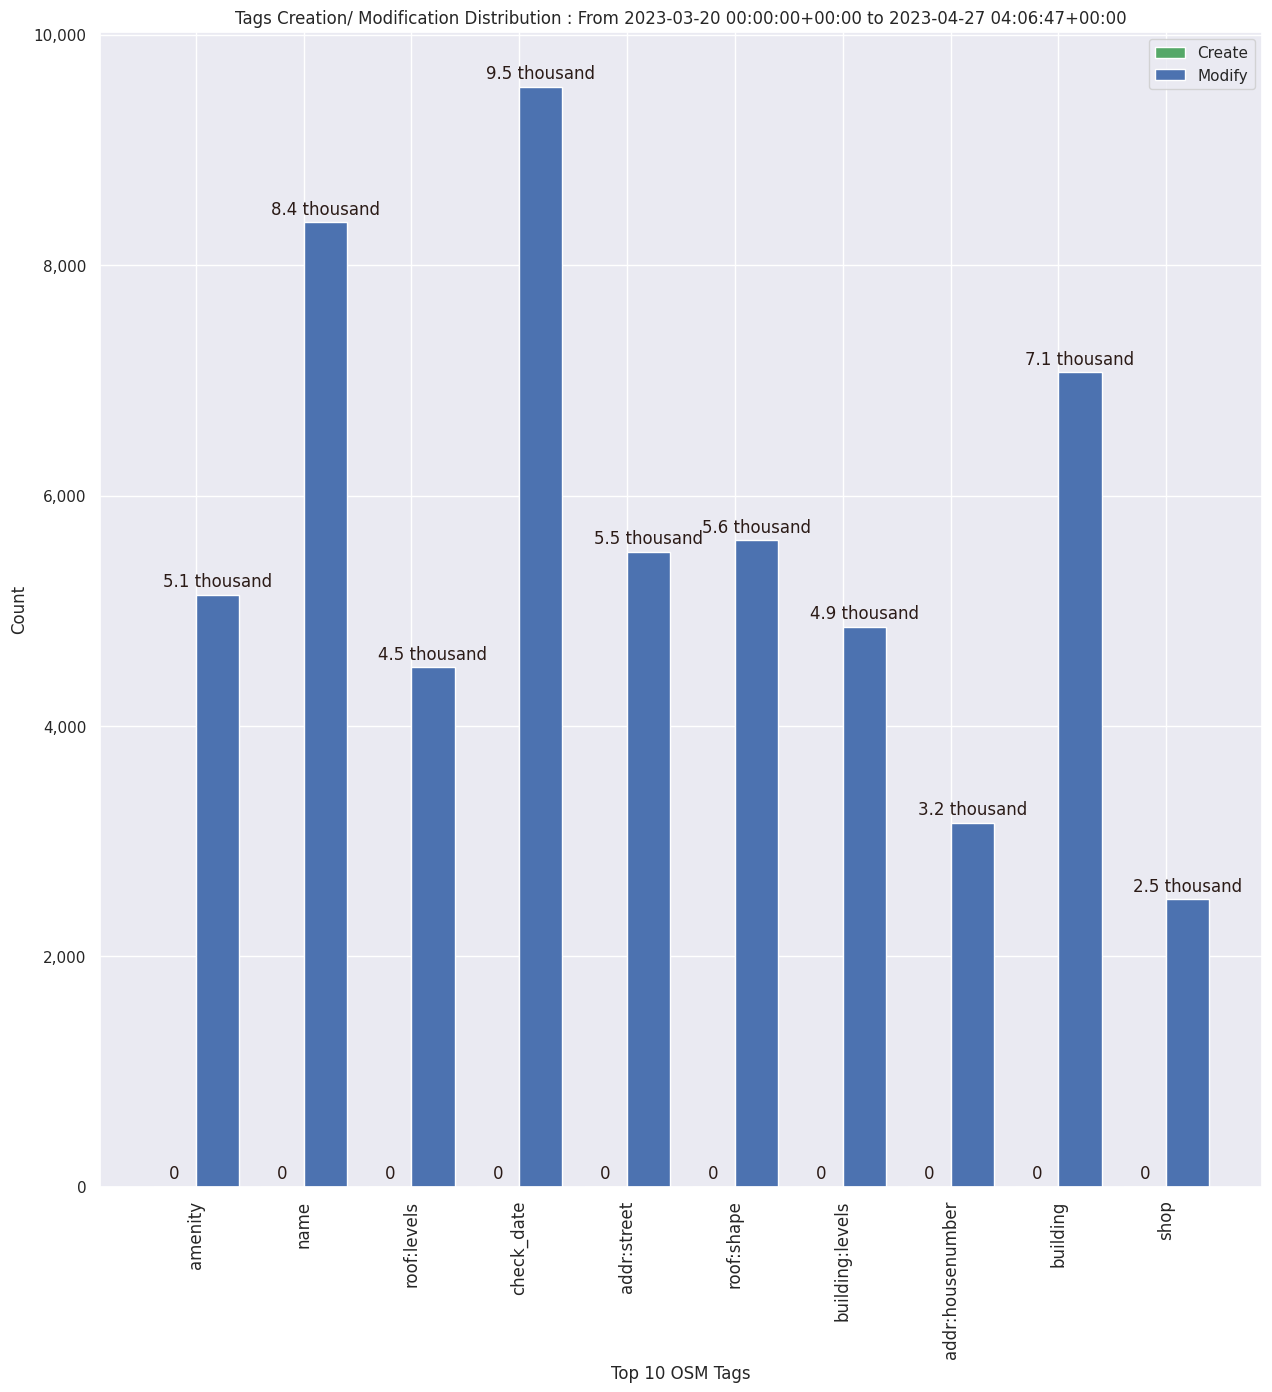 Tags Creation/ Modification Distribution : From 2023-03-20 00:00:00+00:00 to 2023-04-27 04:06:47+00:00
Create
Modify
10,000
8,000
6,000
4,000
2,000
0
Count
5.1 thousand
8.4 thousand
4.5 thousand
9.5 thousand
5.5 thousand
5.6 thousand
4.9 thousand
3.2 thousand
7.1 thousand
2.5 thousand
0
0
0
0
0
0
0
0
0
0
amenity
name
roof:levels
check_date
addr:street
roof:shape
building:levels
addr:housenumber
building
shop
Top 10 OSM Tags